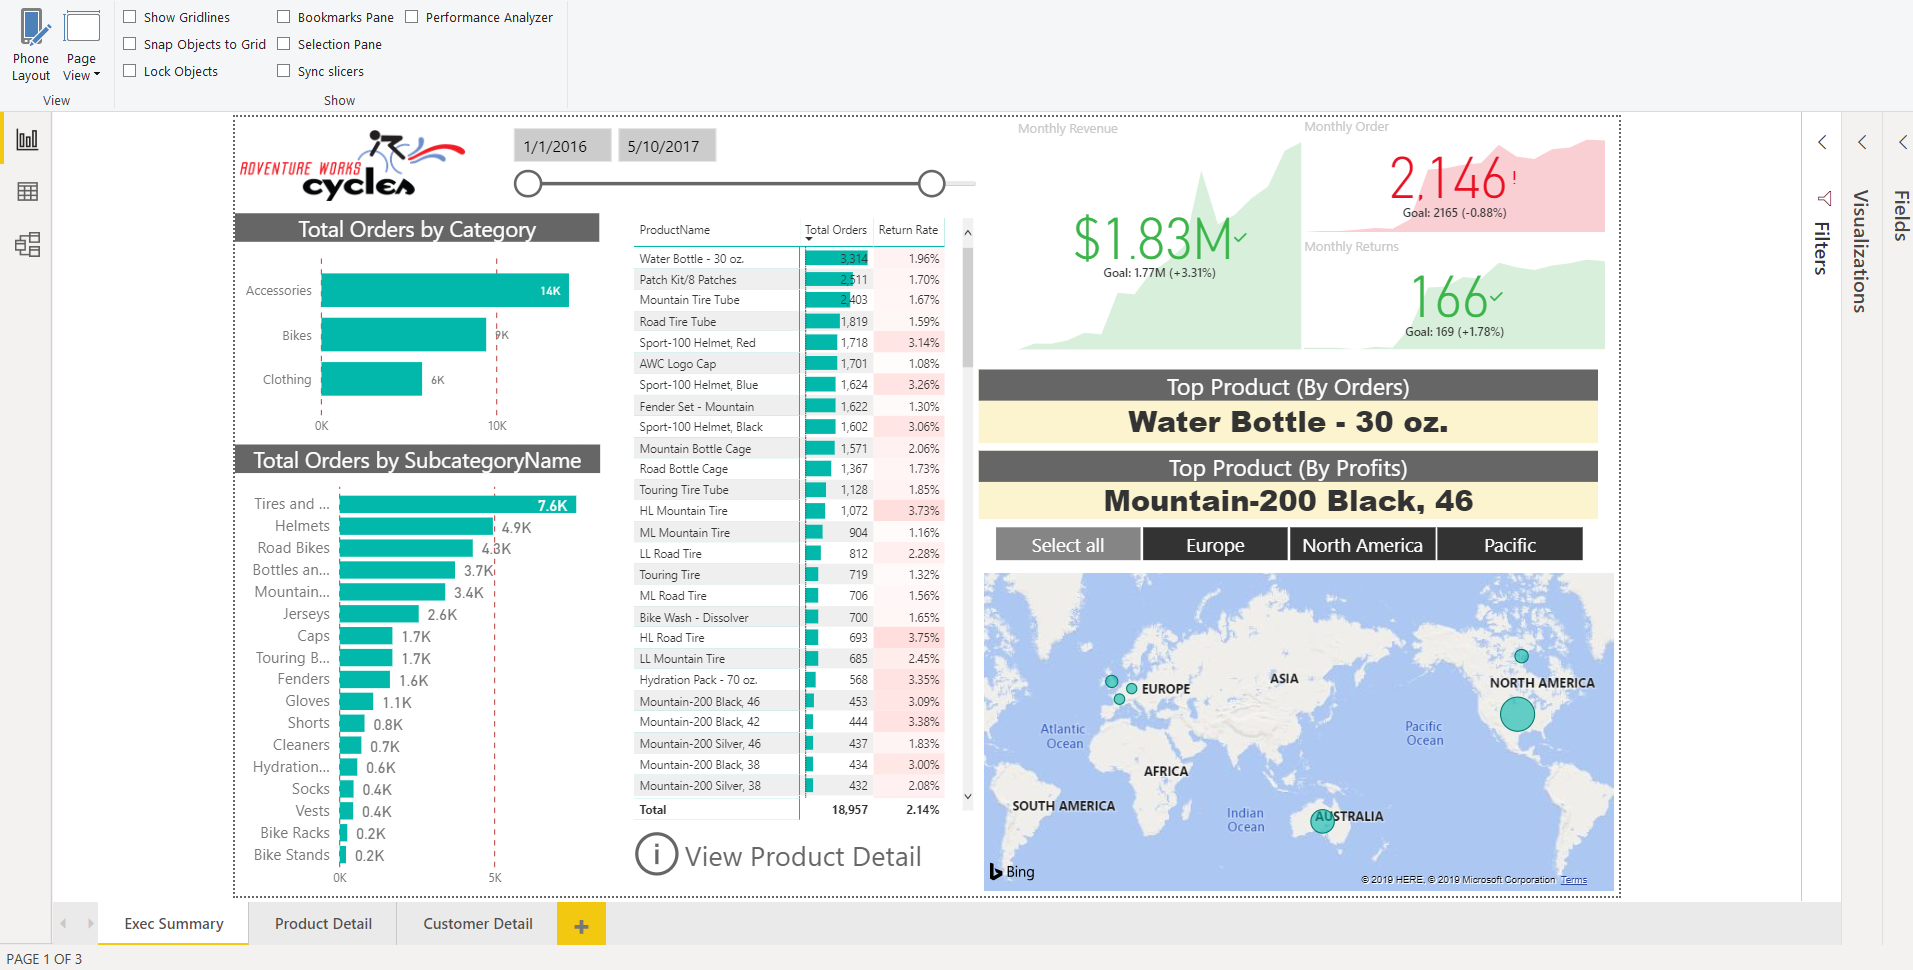 Show Gridlines
Bookmarks Pane
Performance Analyzer
Snap Objects to Grid
Selection Pane
Lock Objects
Sync slicers
Phone Layout
Page View
View
Show
ADVENTURE WORKS
cycles
1/1/2016
5/10/2017
Monthly Revenue
$1.83M
Goal: 1.77M (+3.31%)
Monthly Order
2,146!
Goal: 2165 (-0.88%)
Monthly Returns
166
Goal: 169 (+1.78%)
Total Orders by Category
Accessories 14K
Bikes 9K
Clothing 6K
0K 10K
Total Orders by SubcategoryName
Tires and ... 7.6K
Helmets 4.9K
Road Bikes 4.3K
Bottles an... 3.7K
Mountain... 3.4K
Jerseys 2.6K
Caps 1.7K
Touring B... 1.7K
Fenders 1.6K
Gloves 1.1K
Shorts 0.8K
Cleaners 0.7K
Hydration... 0.6K
Socks 0.4K
Vests 0.4K
Bike Racks 0.2K
Bike Stands 0.2K
0K 5K
ProductName Total Orders Return Rate
Water Bottle - 30 oz. 3,314 1.96%
Patch Kit/8 Patches 2,511 1.70%
Mountain Tire Tube 2,403 1.67%
Road Tire Tube 1,819 1.59%
Sport-100 Helmet, Red 1,718 3.14%
AWC Logo Cap 1,701 1.08%
Sport-100 Helmet, Blue 1,624 3.26%
Fender Set - Mountain 1,622 1.30%
Sport-100 Helmet, Black 1,602 3.06%
Mountain Bottle Cage 1,571 2.06%
Road Bottle Cage 1,367 1.73%
Touring Tire Tube 1,128 1.85%
HL Mountain Tire 1,072 3.73%
ML Mountain Tire 904 1.16%
LL Road Tire 812 2.28%
Touring Tire 719 1.32%
ML Road Tire 706 1.56%
Bike Wash - Dissolver 700 1.65%
HL Road Tire 693 3.75%
LL Mountain Tire 685 2.45%
Hydration Pack - 70 oz. 568 3.35%
Mountain-200 Black, 46 453 3.09%
Mountain-200 Black, 42 444 3.38%
Mountain-200 Silver, 46 437 1.83%
Mountain-200 Black, 38 434 3.00%
Mountain-200 Silver, 38 432 2.08%
Total 18,957 2.14%
i View Product Detail
Top Product (By Orders)
Water Bottle - 30 oz.
Top Product (By Profits)
Mountain-200 Black, 46
Select all
Europe
North America
Pacific
EUROPE
ASIA
NORTH AMERICA
Atlantic Ocean
Pacific Ocean
AFRICA
SOUTH AMERICA
Indian Ocean
AUSTRALIA
Bing
© 2019 HERE, © 2019 Microsoft Corporation Terms
Filters
Visualizations
Fields
Exec Summary
Product Detail
Customer Detail
PAGE 1 OF 3